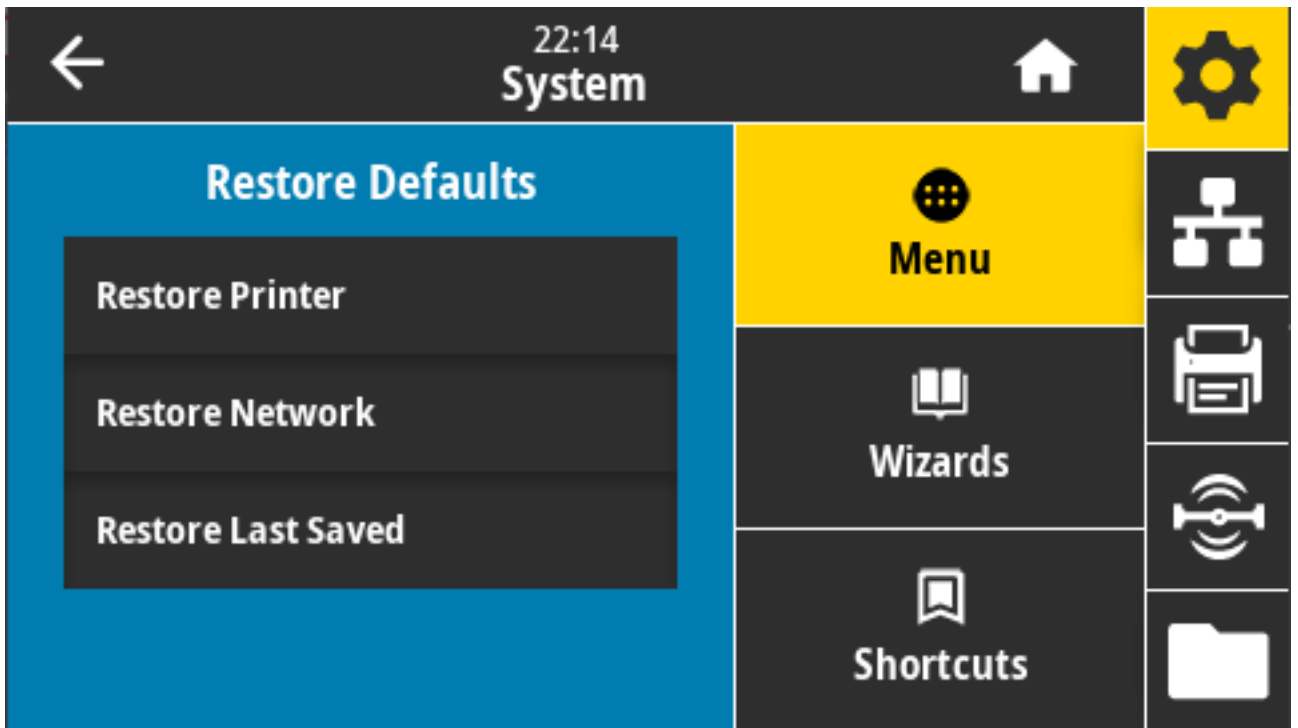 22:14
System
Restore Defaults
Restore Printer
Restore Network
Restore Last Saved
Menu
Wizards
Shortcuts